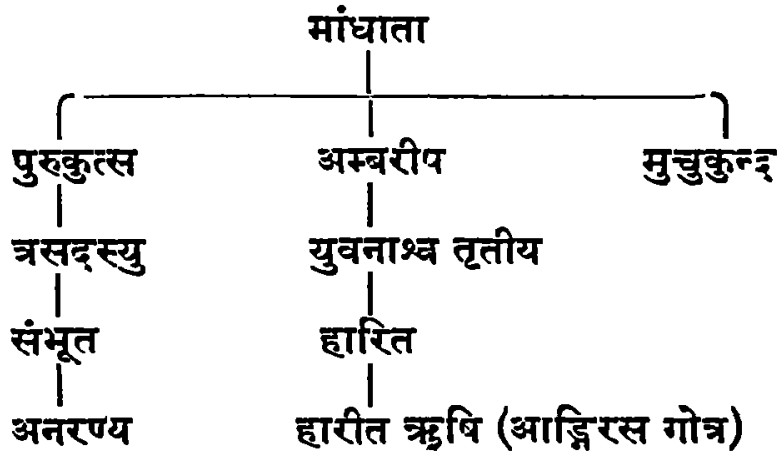 मांधाता
पुरुकुत्स अम्बरीप मुचुकुन्द्
त्रसदस्यु युवनाश्व तृतीय
संभूत हारित
अनरण्य हारीत ऋषि (आङ्गिरस गोत्र)